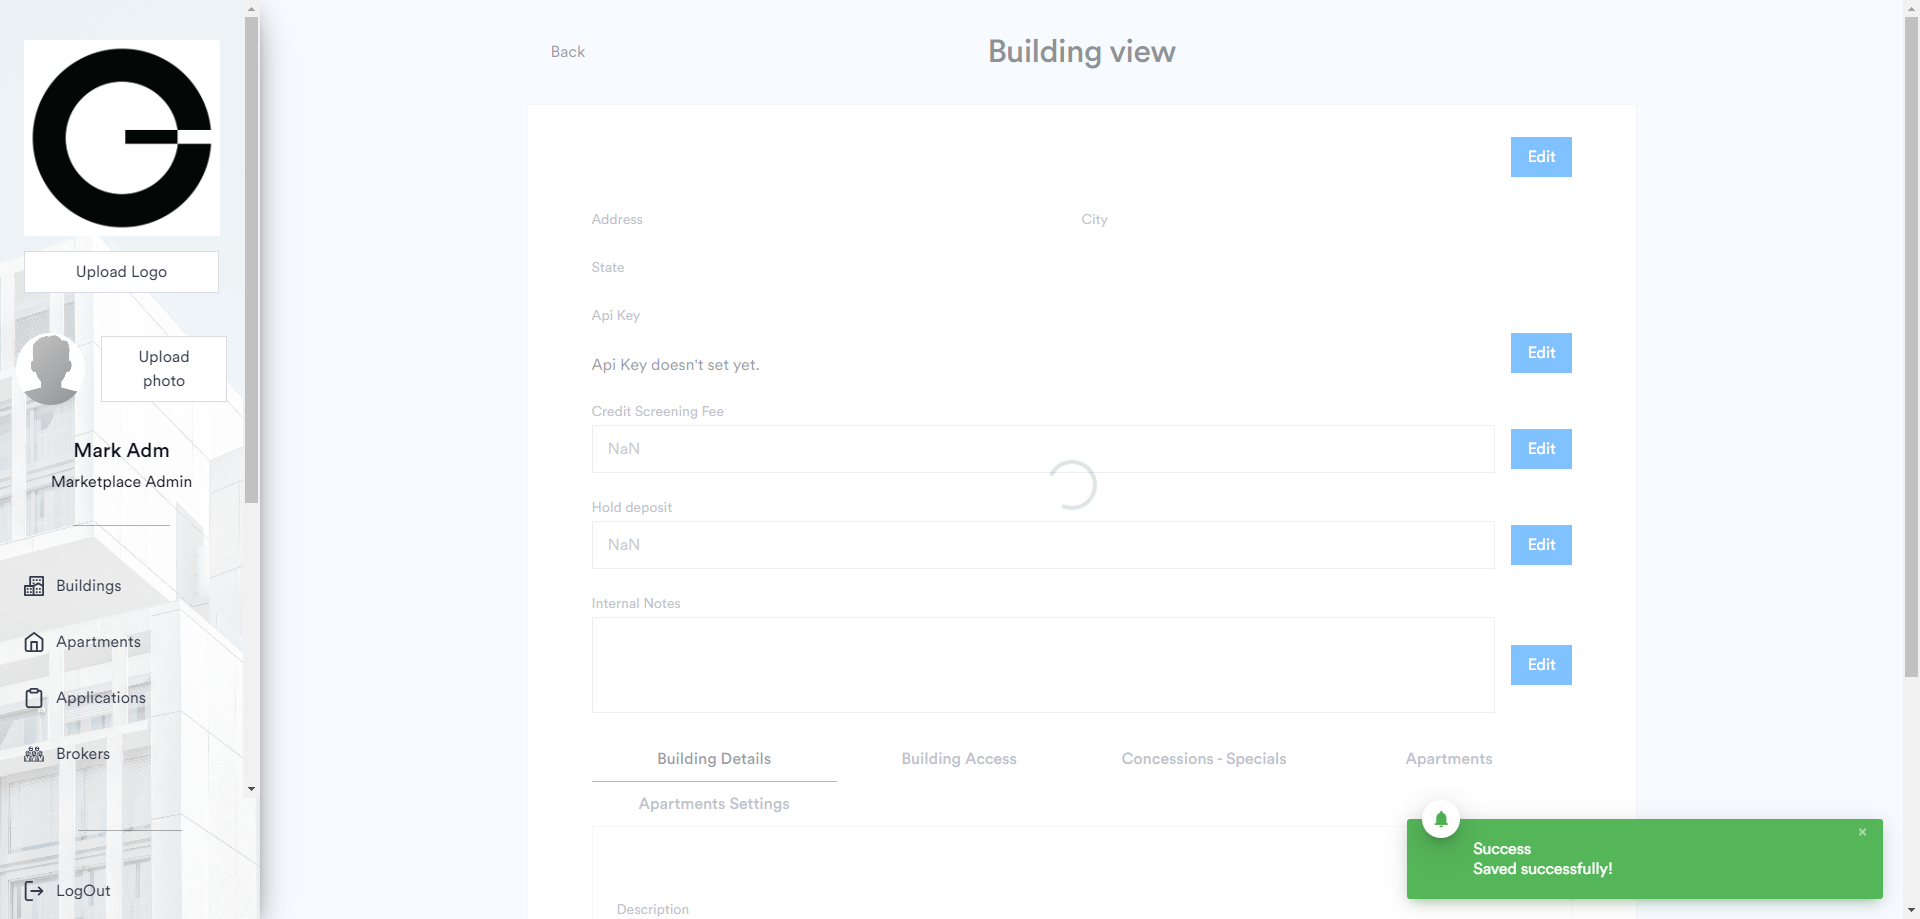 Back
Building view
Edit
Upload Logo
Upload
photo
Mark Adm
Marketplace Admin
Buildings
Apartments
Applications
Brokers
LogOut
Address
City
State
Api Key
Api Key doesn't set yet.
Edit
Credit Screening Fee
NaN
Edit
Hold deposit
NaN
Edit
Internal Notes
Edit
Building Details
Building Access
Concessions - Specials
Apartments
Apartments Settings
Description
Success
Saved successfully!
×